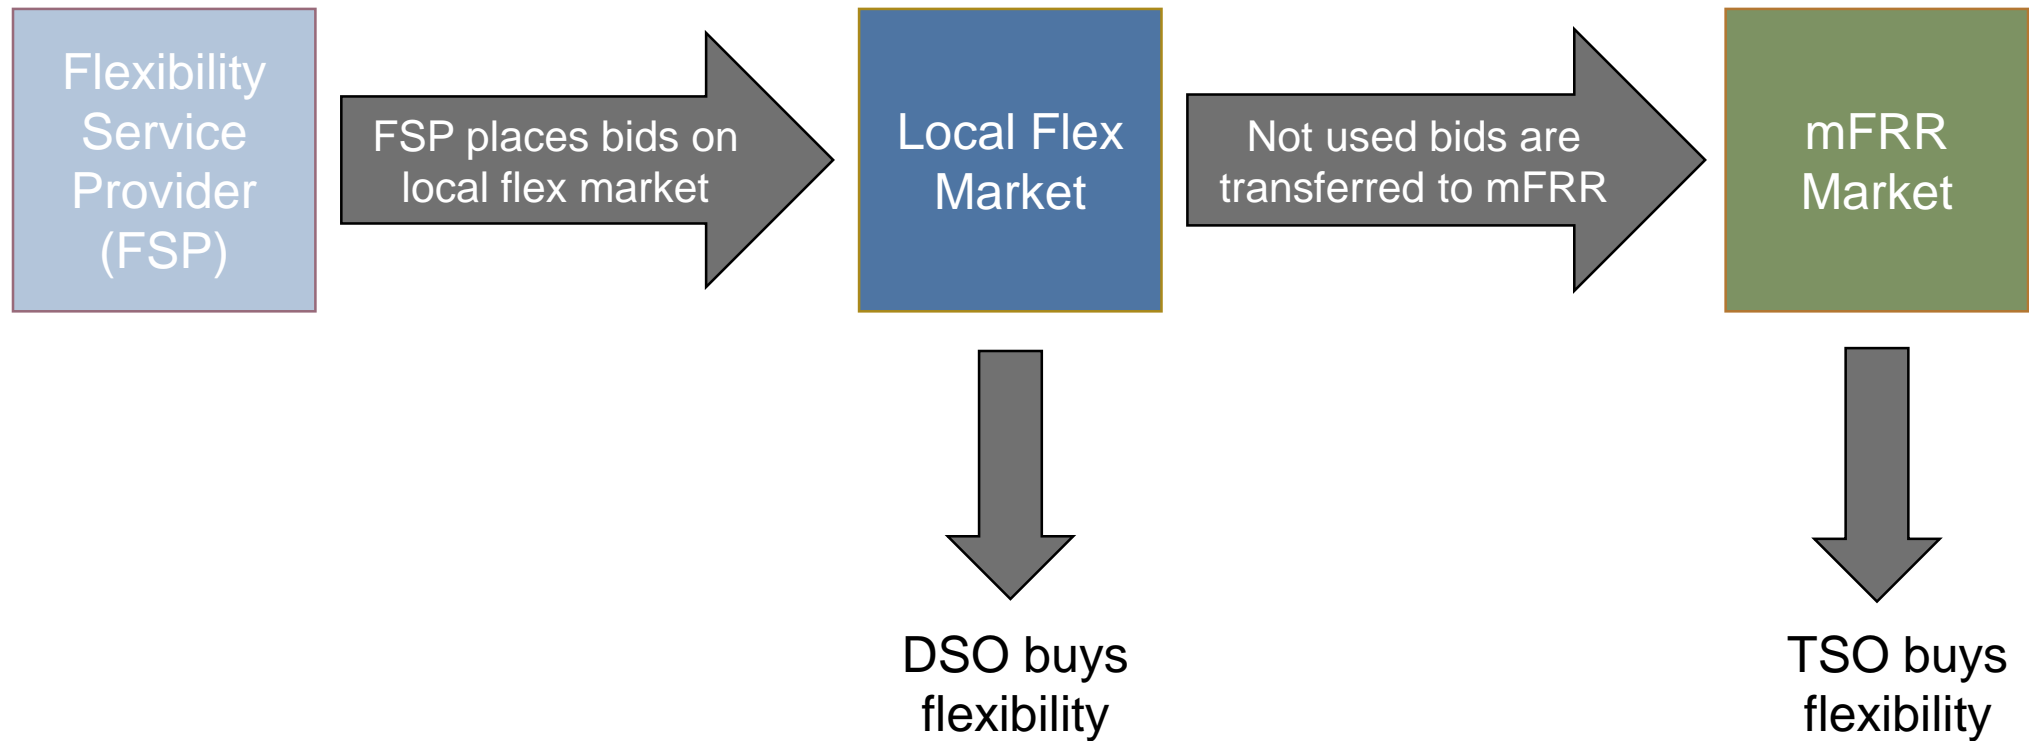 Flexibility
Service
Provider
(FSP)
FSP places bids on
local flex market
Local Flex
Market
Not used bids are
transferred to mFRR
mFRR
Market
DSO buys
flexibility
TSO buys
flexibility